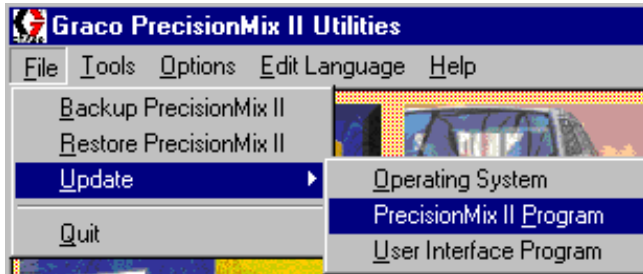 Graco PrecisionMix II Utilities
File Tools Options Edit Language Help
Backup PrecisionMix II
Restore PrecisionMix II
Update
Operating System
PrecisionMix II Program
User Interface Program
Quit